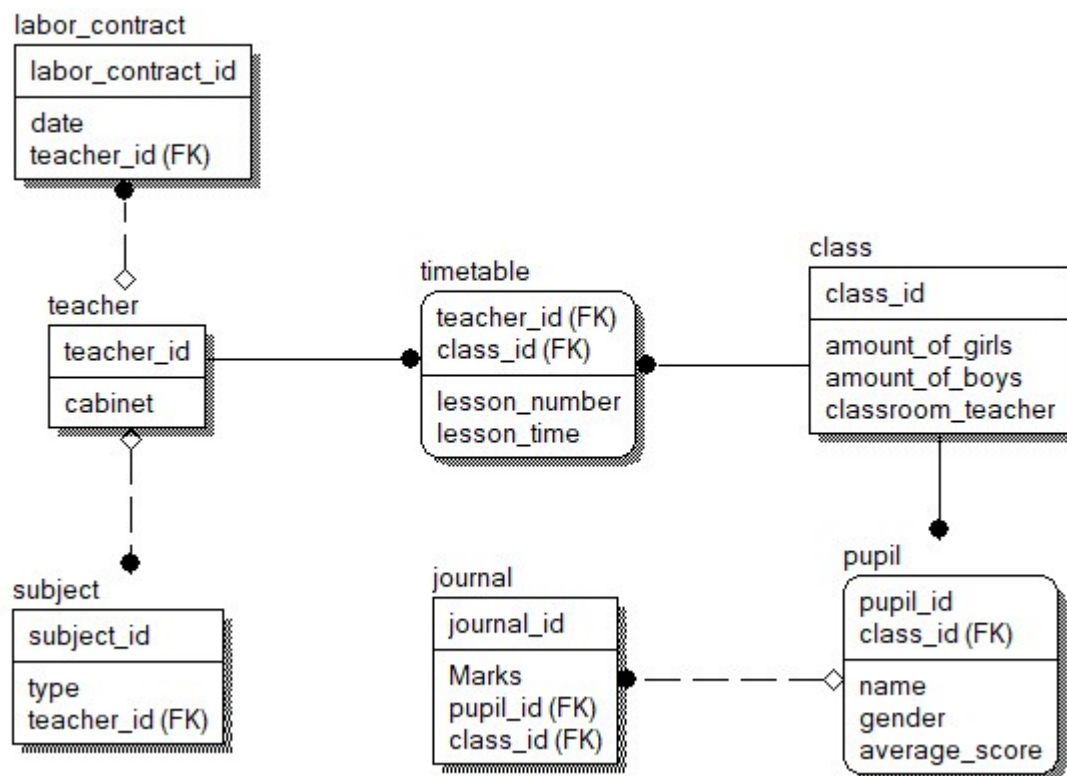 labor_contract
labor_contract_id
date
teacher_id (FK)
teacher
teacher_id
cabinet
subject
subject_id
type
teacher_id (FK)
timetable
teacher_id (FK)
class_id (FK)
lesson_number
lesson_time
class
class_id
amount_of_girls
amount_of_boys
classroom_teacher
journal
journal_id
Marks
pupil_id (FK)
class_id (FK)
pupil
pupil_id
class_id (FK)
name
gender
average_score